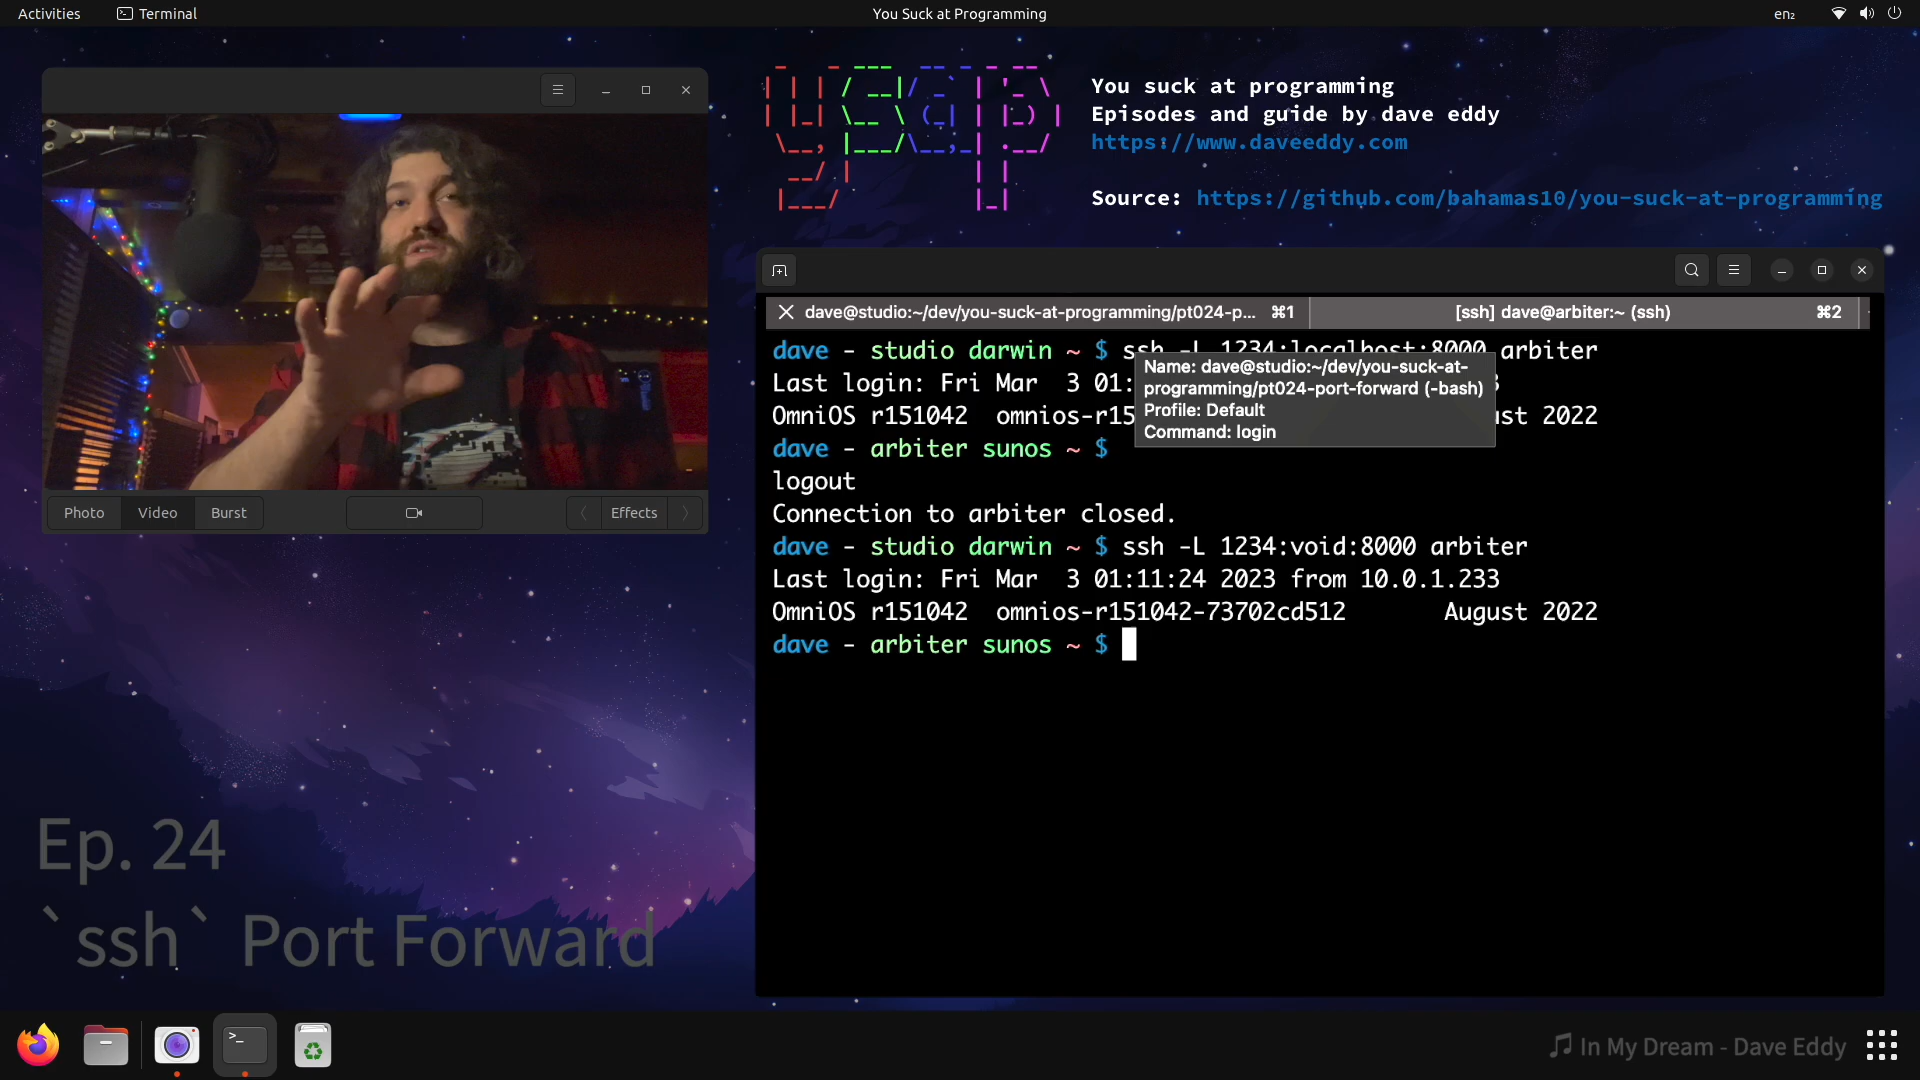 Activities
Terminal
You Suck at Programming
en₂
You suck at programming
Episodes and guide by dave eddy
https://www.daveeddy.com
Source: https://github.com/bahamas10/you-suck-at-programming
dave@studio:~/dev/you-suck-at-programming/pt024-p... ⌘1
[ssh] dave@arbiter:~ (ssh) ⌘2
dave - studio darwin ~ $ ssh -L 1234:localhost:8000 arbiter
Last login: Fri Mar  3 01:
OmniOS r151042  omnios-r15
2022
Name: dave@studio:~/dev/you-suck-at-
programming/pt024-port-forward (-bash)
Profile: Default
Command: login
dave - arbiter sunos ~ $
logout
Connection to arbiter closed.
dave - studio darwin ~ $ ssh -L 1234:void:8000 arbiter
Last login: Fri Mar  3 01:11:24 2023 from 10.0.1.233
OmniOS r151042  omnios-r151042-73702cd512       August 2022
dave - arbiter sunos ~ $
Photo
Video
Burst
Effects
Ep. 24
`ssh` Port Forward
In My Dream - Dave Eddy